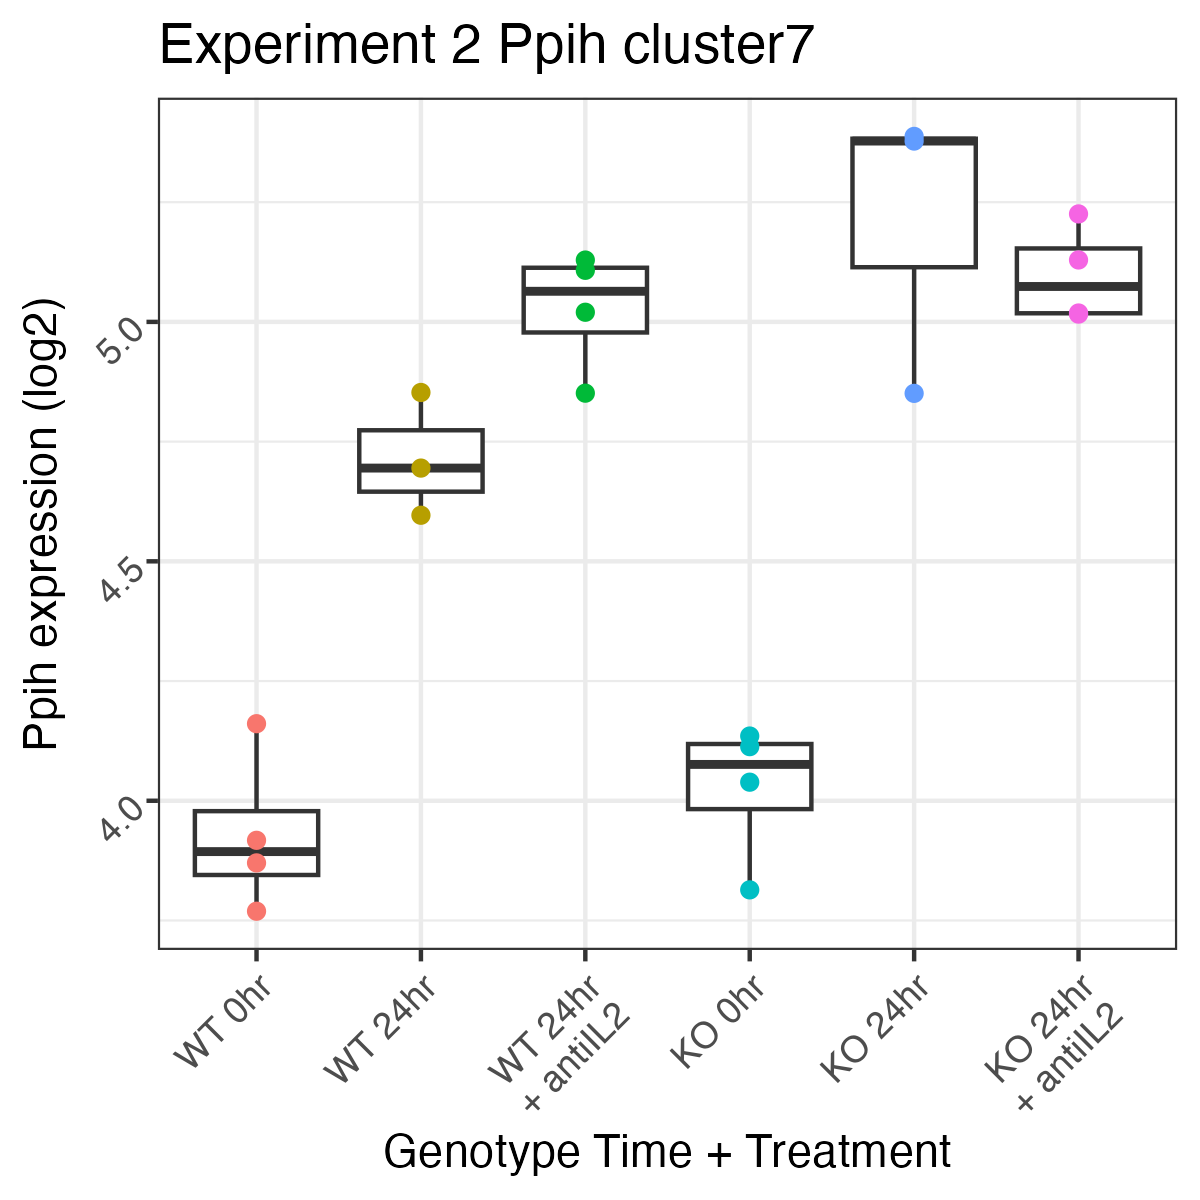 Experiment 2 Ppih cluster7
Ppih expression (log2)
5.0
4.5
4.0
WT 0hr
WT 24hr
WT 24hr
+ antiIL2
KO 0hr
KO 24hr
KO 24hr
+ antiIL2
Genotype Time + Treatment